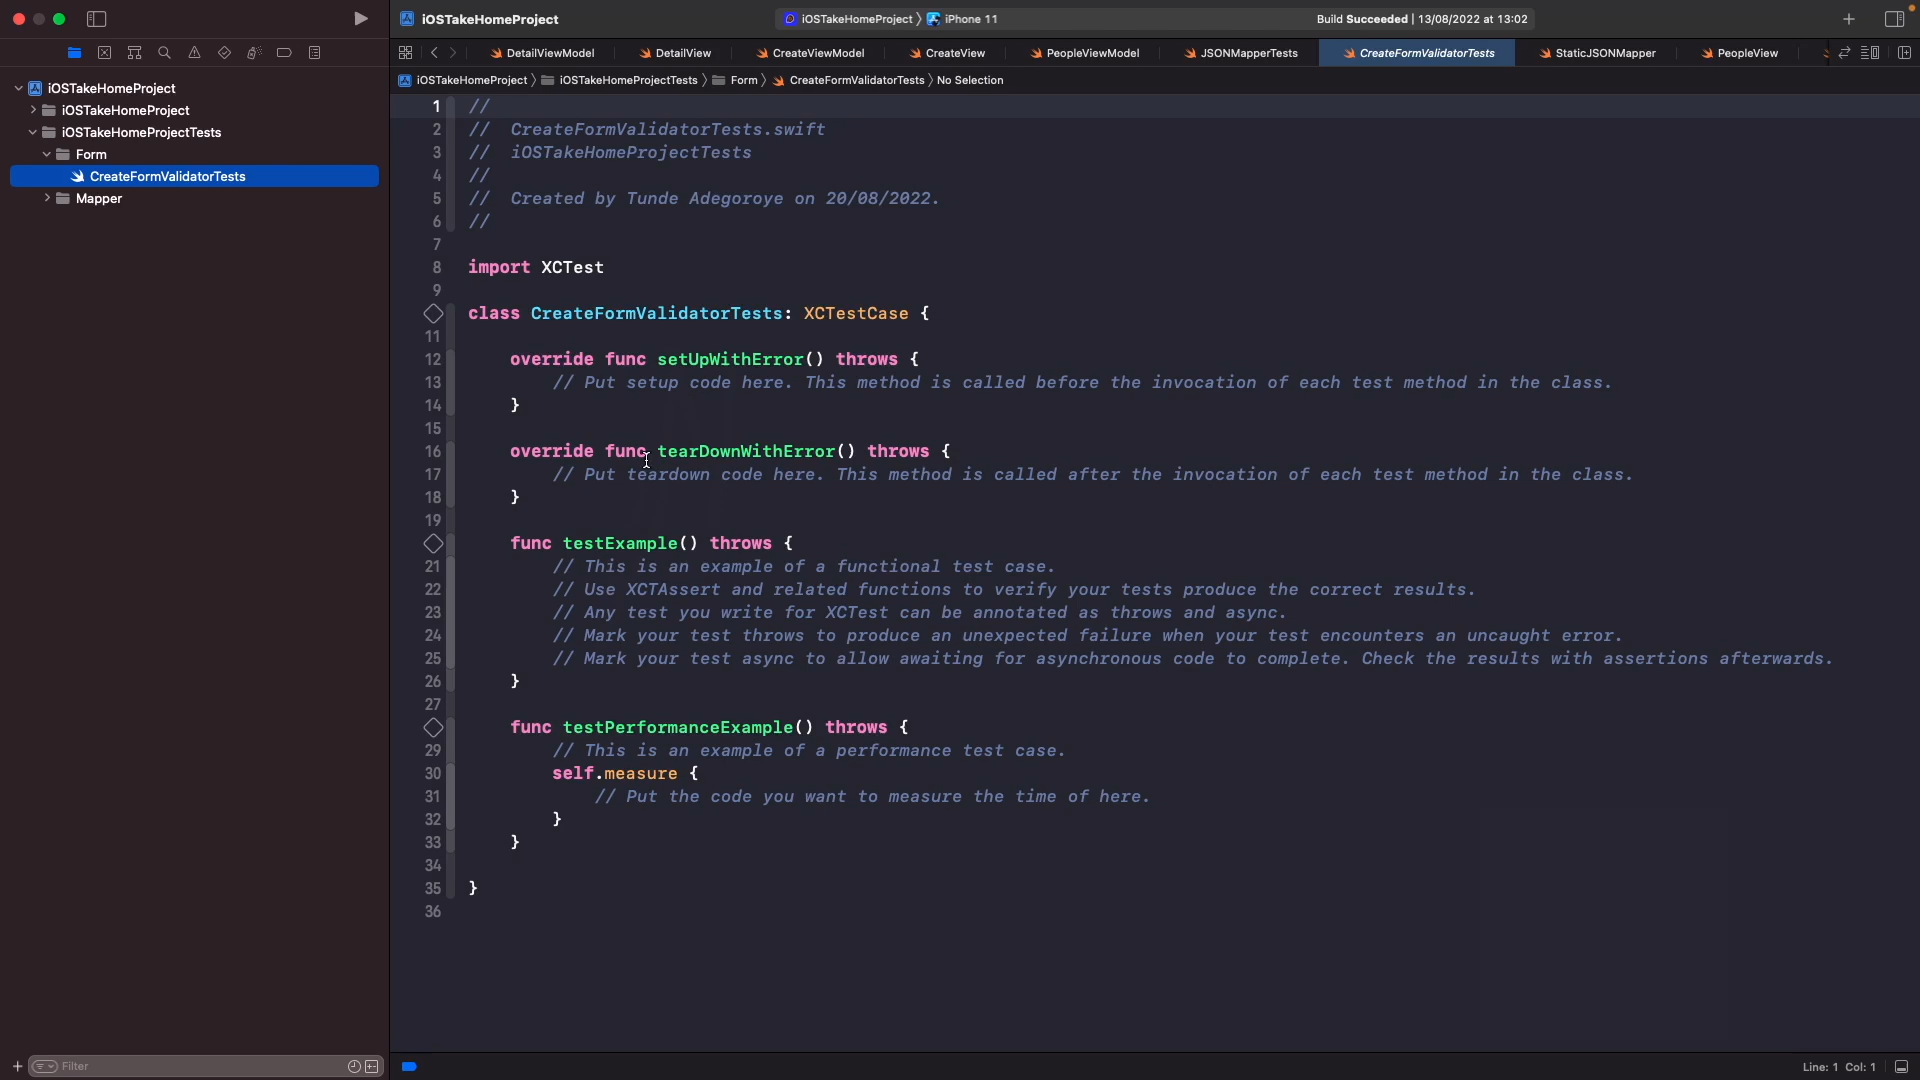 iOSTakeHomeProject
iOSTakeHomeProject
iPhone 11
Build Succeeded | 13/08/2022 at 13:02
DetailViewModel
DetailView
CreateViewModel
CreateView
PeopleViewModel
JSONMapperTests
CreateFormValidatorTests
StaticJSONMapper
PeopleView
iOSTakeHomeProject
iOSTakeHomeProjectTests
Form
CreateFormValidatorTests
No Selection
iOSTakeHomeProject
iOSTakeHomeProject
iOSTakeHomeProjectTests
Form
CreateFormValidatorTests
Mapper
1 //
2 // CreateFormValidatorTests.swift
3 // iOSTakeHomeProjectTests
4 //
5 // Created by Tunde Adegoroye on 20/08/2022.
6 //
7
8 import XCTest
9
class CreateFormValidatorTests: XCTestCase {
11
12 override func setUpWithError() throws {
13 // Put setup code here. This method is called before the invocation of each test method in the class.
14 }
15
16 override func tearDownWithError() throws {
17 // Put teardown code here. This method is called after the invocation of each test method in the class.
18 }
19
func testExample() throws {
21 // This is an example of a functional test case.
22 // Use XCTAssert and related functions to verify your tests produce the correct results.
23 // Any test you write for XCTest can be annotated as throws and async.
24 // Mark your test throws to produce an unexpected failure when your test encounters an uncaught error.
25 // Mark your test async to allow awaiting for asynchronous code to complete. Check the results with assertions afterwards.
26 }
27
func testPerformanceExample() throws {
29 // This is an example of a performance test case.
30 self.measure {
31 // Put the code you want to measure the time of here.
32 }
33 }
34
35 }
36
Filter
Line: 1 Col: 1